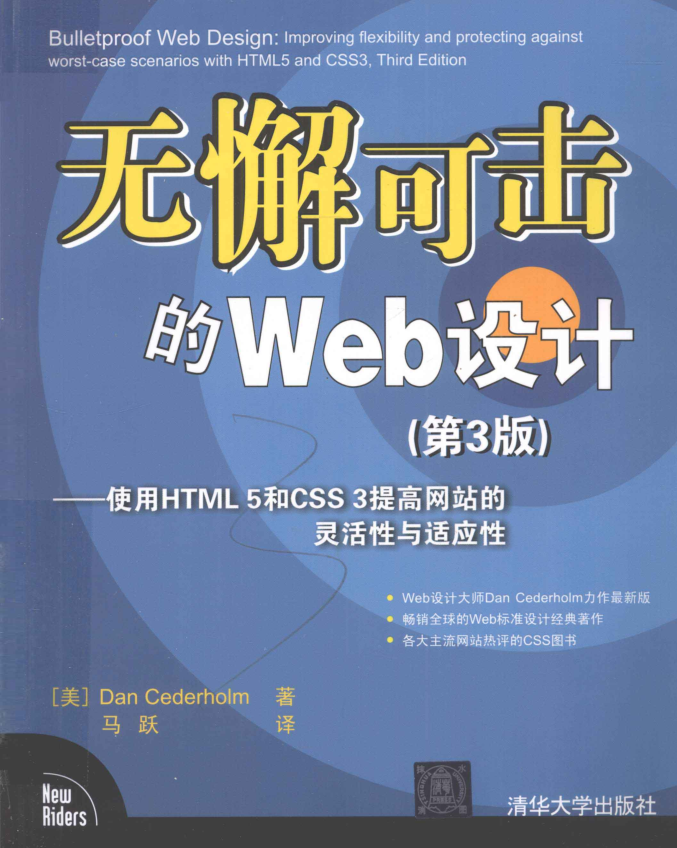 Bulletproof Web Design: Improving flexibility and protecting against
worst-case scenarios with HTML5 and CSS3, Third Edition
无懈可击
的Web设计
(第3版)
——使用HTML 5和CSS 3提高网站的
灵活性与适应性
• Web设计大师Dan Cederholm力作最新版
• 畅销全球的Web标准设计经典著作
• 各大主流网站热评的CSS图书
[美] Dan Cederholm 著
马 跃 译
New
Riders
清华大学出版社